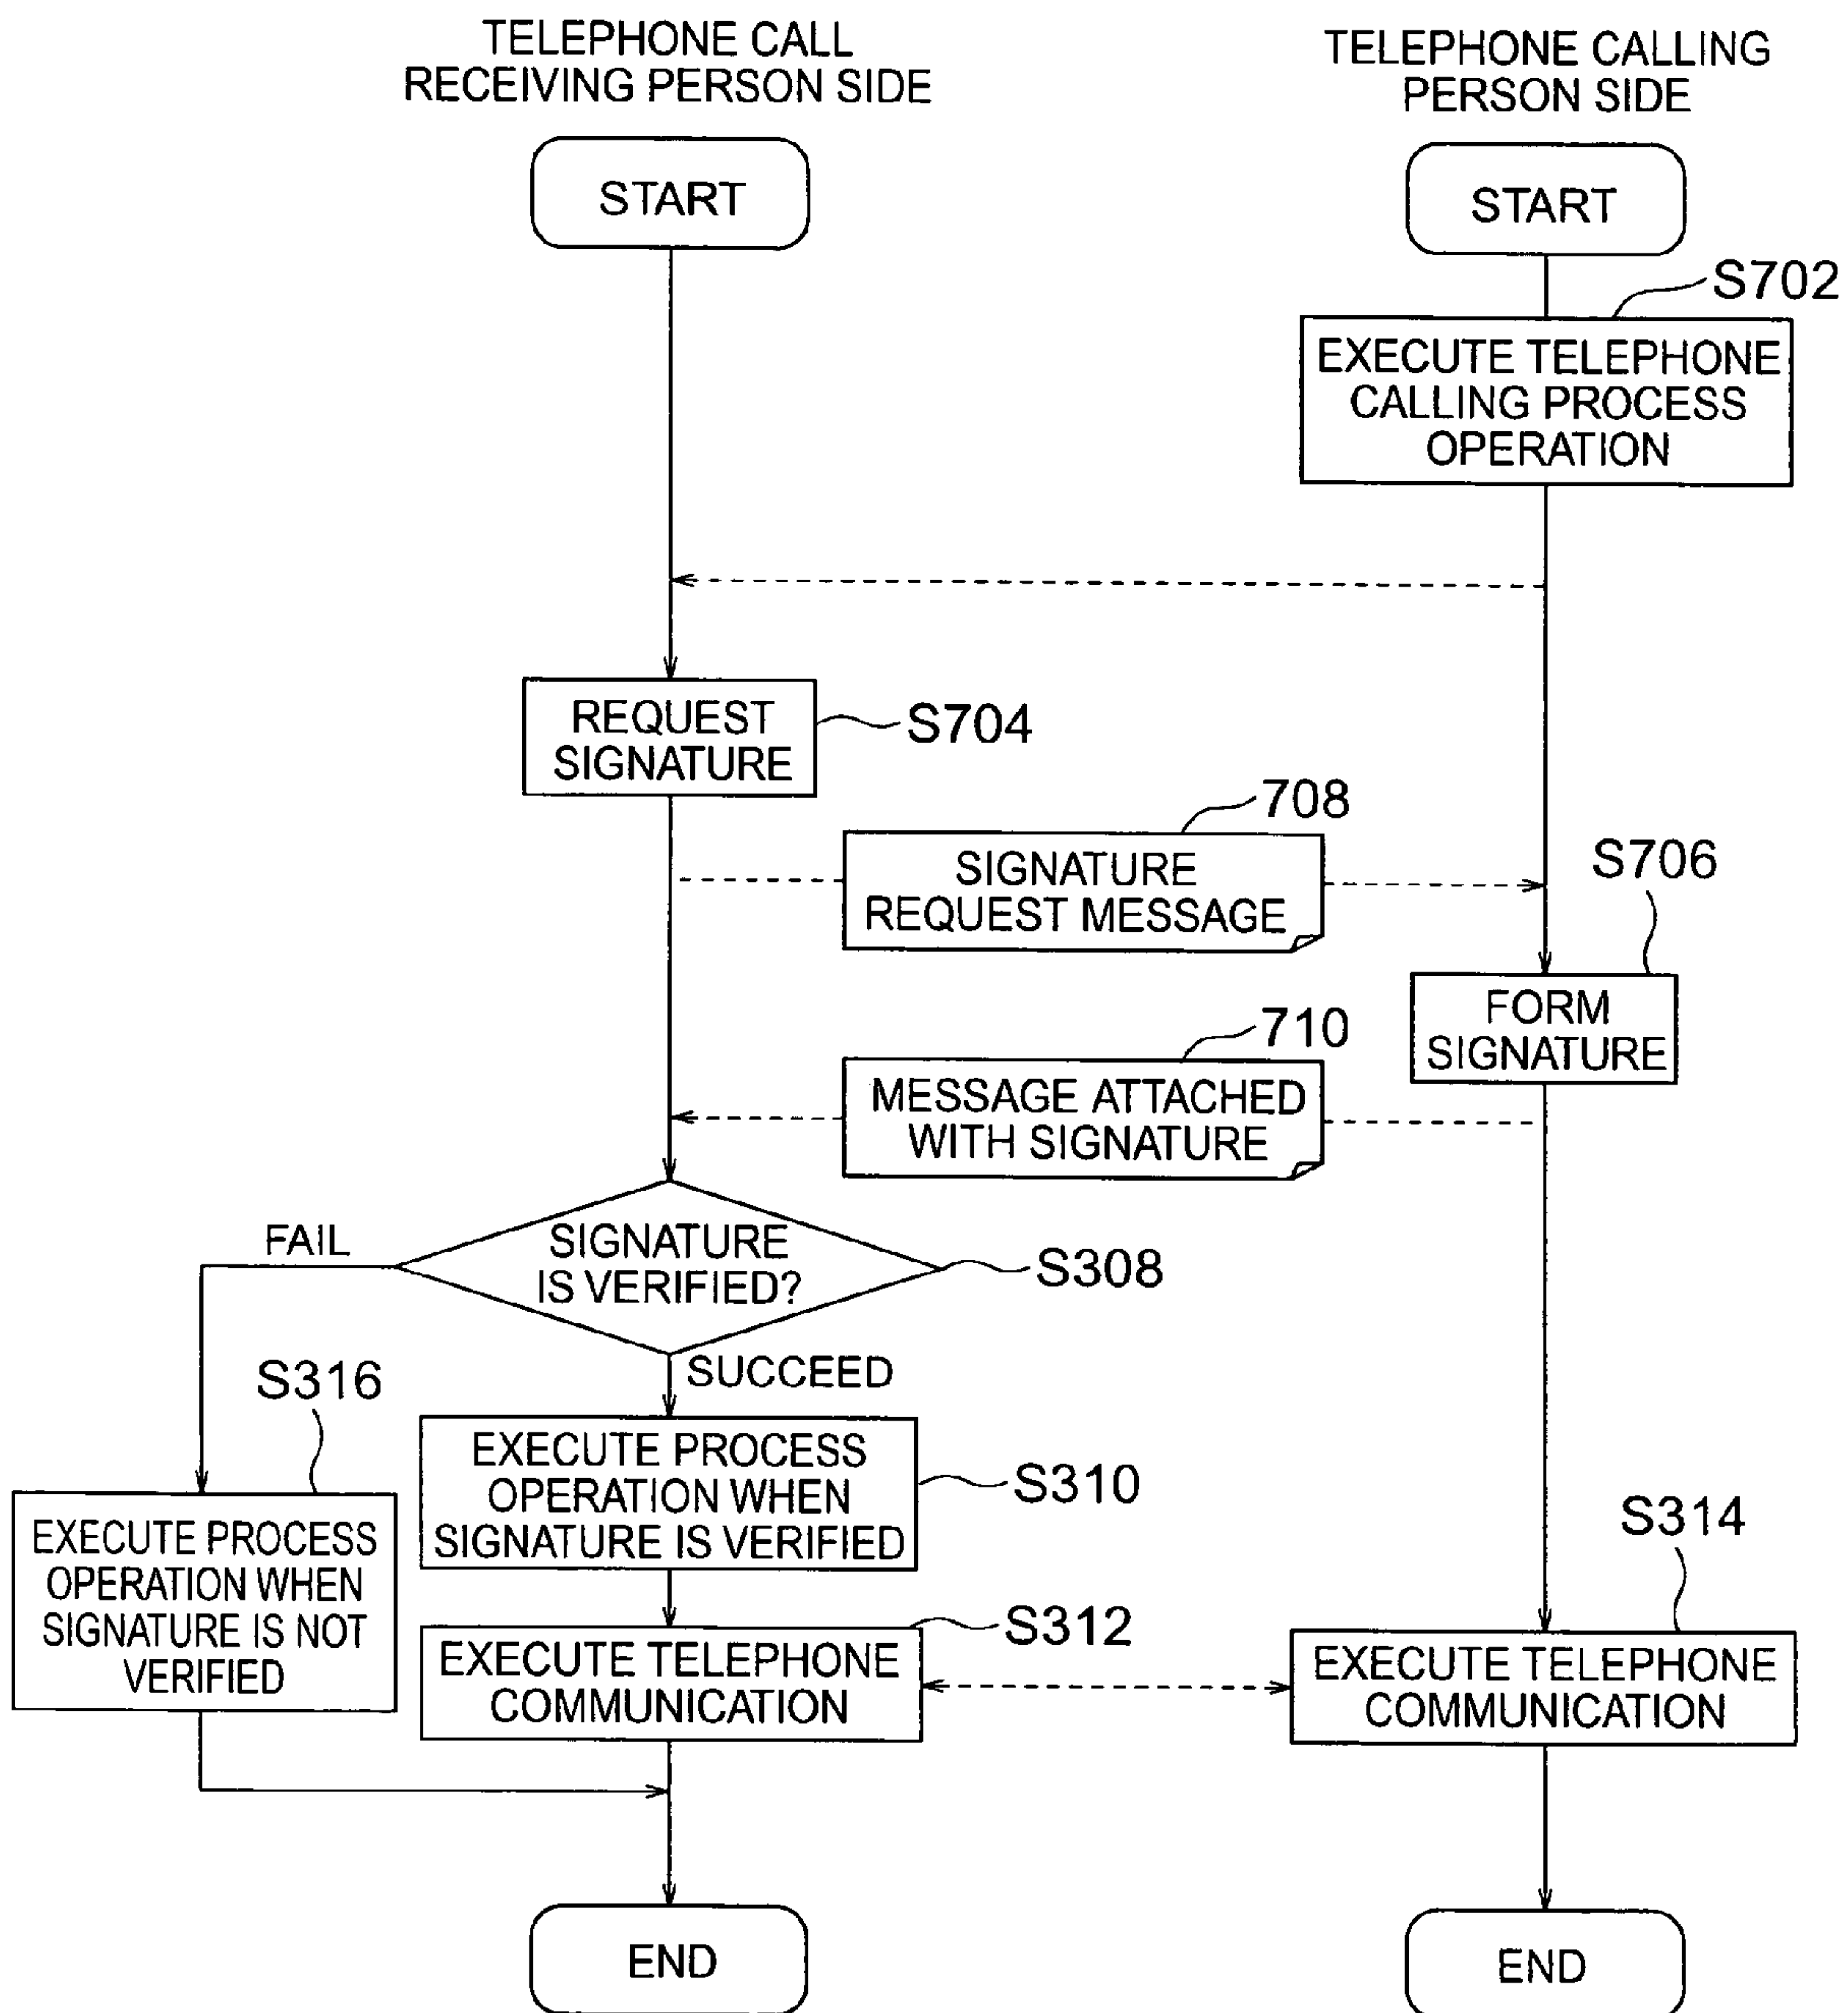 TELEPHONE CALL
RECEIVING PERSON SIDE
TELEPHONE CALLING
PERSON SIDE
START
START
S702
EXECUTE TELEPHONE
CALLING PROCESS
OPERATION
REQUEST
SIGNATURE
S704
708
SIGNATURE
REQUEST MESSAGE
S706
FORM
SIGNATURE
710
MESSAGE ATTACHED
WITH SIGNATURE
FAIL
SIGNATURE
IS VERIFIED?
S308
SUCCEED
S316
EXECUTE PROCESS
OPERATION WHEN
SIGNATURE IS VERIFIED
S310
EXECUTE PROCESS
OPERATION WHEN
SIGNATURE IS NOT
VERIFIED
S314
S312
EXECUTE TELEPHONE
COMMUNICATION
EXECUTE TELEPHONE
COMMUNICATION
END
END